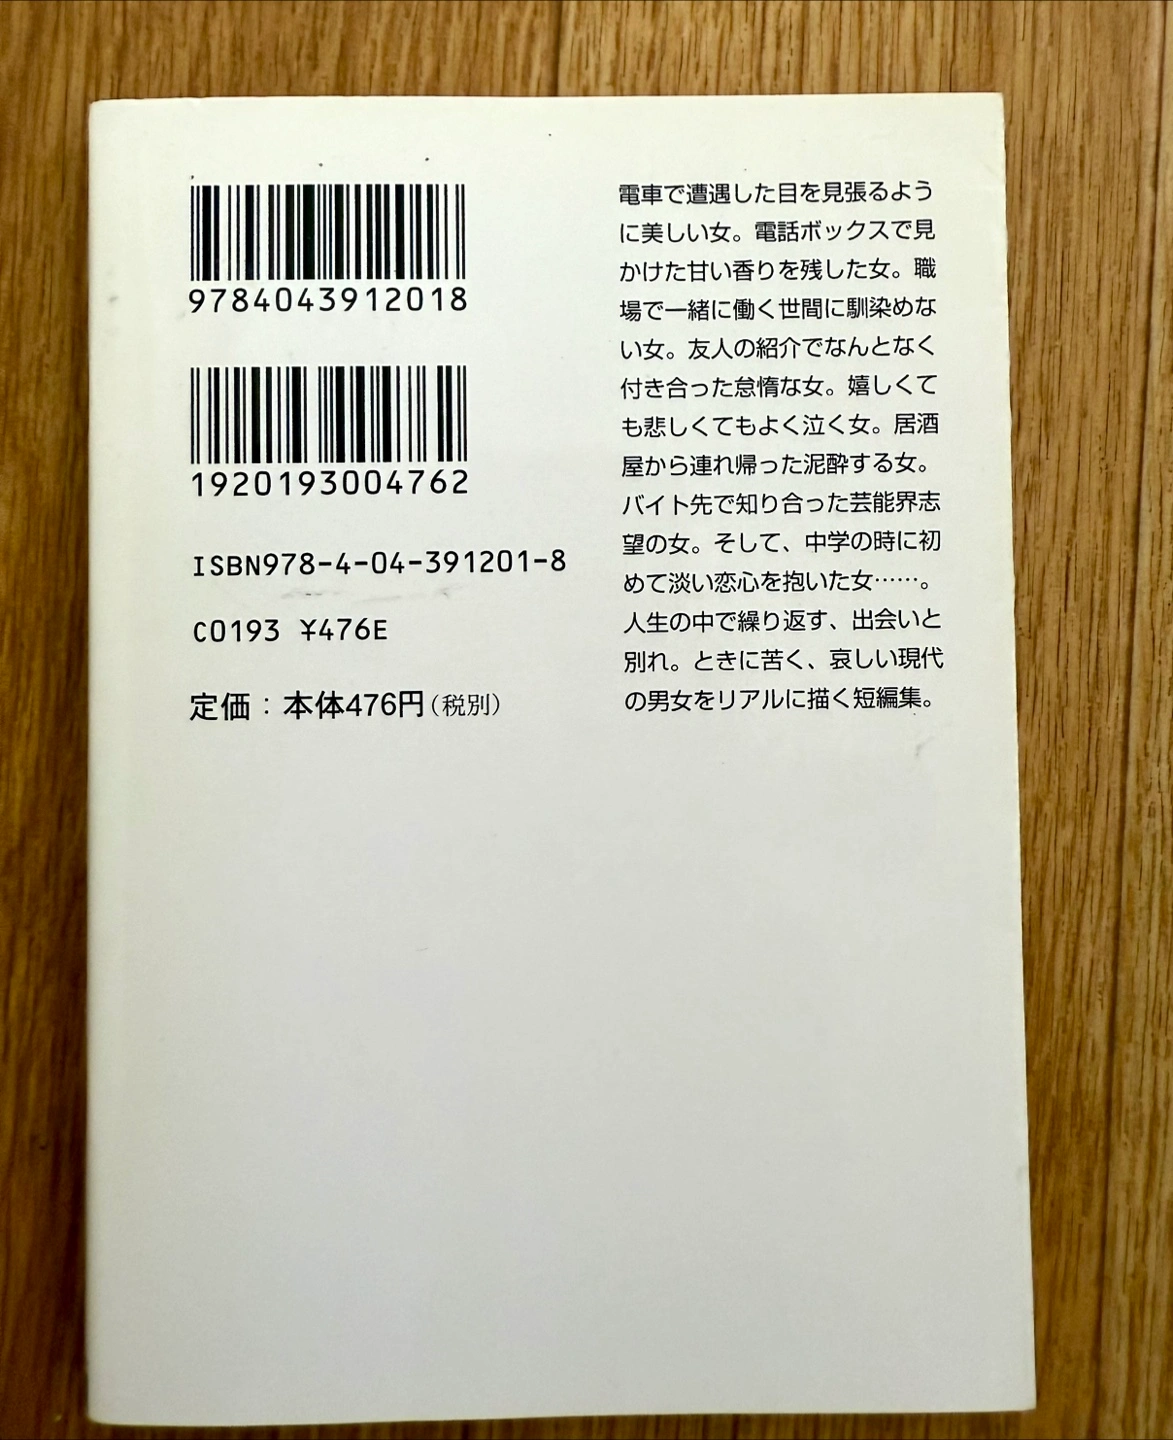 9784043912018
1920193004762
ISBN978-4-04-391201-8
C0193 ¥476E
定価：本体476円（税別）
電車で遭遇した目を見張るよう
に美しい女。電話ボックスで見
かけた甘い香りを残した女。職
場で一緒に働く世間に馴染めな
い女。友人の紹介でなんとなく
付き合った怠惰な女。嬉しくて
も悲しくてもよく泣く女。居酒
屋から連れ帰った泥酔する女。
バイト先で知り合った芸能界志
望の女。そして、中学の時に初
めて淡い恋心を抱いた女……。
人生の中で繰り返す、出会いと
別れ。ときに苦く、哀しい現代
の男女をリアルに描く短編集。